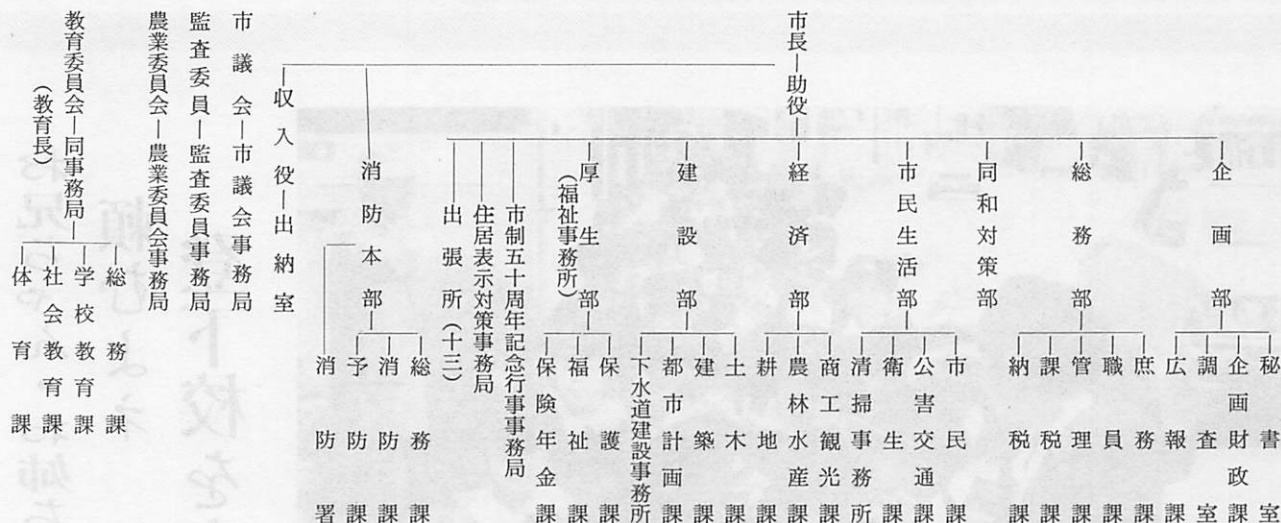 市長―助役
企画部
秘書室
企画財政課
調査室
広報課
総務部
庶務課
職員課
管理課
課税課
納税課
同和対策部
市民生活部
市民課
公害交通課
衛生課
清掃事務所
経済部
商工観光課
農林水産課
耕地課
建設部
土木課
建築課
都市計画課
下水道建設事務所
厚生部
(福祉事務所)
保護課
福祉課
保険年金課
市制五十周年記念行事事務局
住居表示対策事務局
出張所(十三)
消防本部
総務課
消防課
予防課
消防署
収入役―出納室
市議会―市議会事務局
監査委員―監査委員事務局
農業委員会―農業委員会事務局
教育委員会―同事務局
(教育長)
総務課
学校教育課
社会教育課
体育課